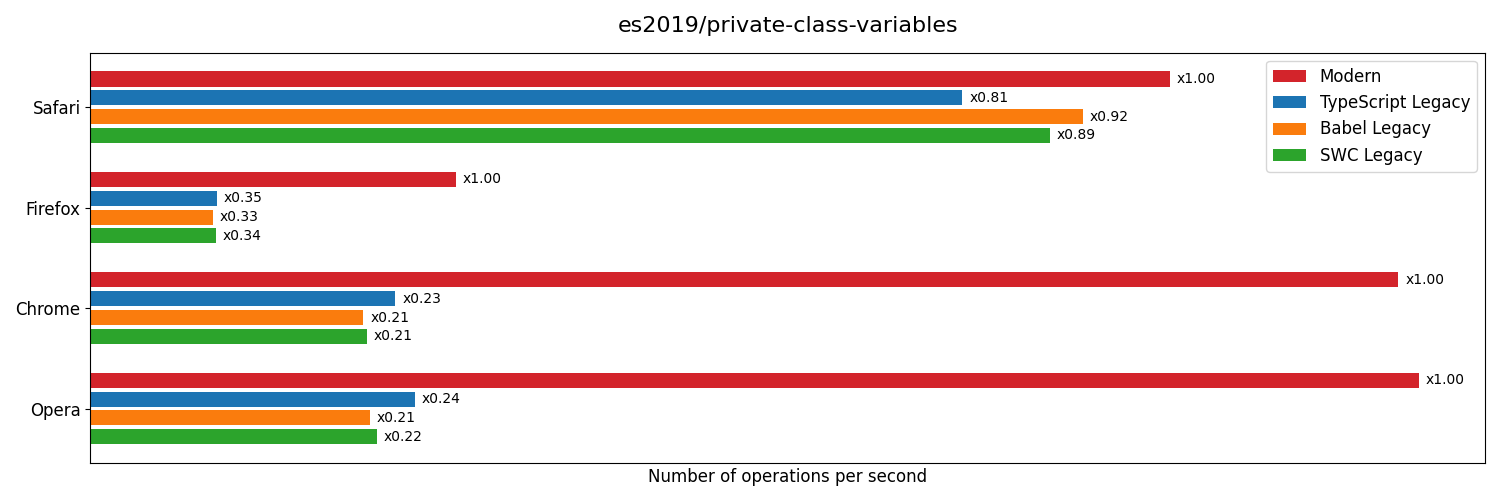 es2019/private-class-variables
Modern
TypeScript Legacy
Babel Legacy
SWC Legacy
Safari
x1.00
x0.81
x0.92
x0.89
Firefox
x1.00
x0.35
x0.33
x0.34
Chrome
x1.00
x0.23
x0.21
x0.21
Opera
x1.00
x0.24
x0.21
x0.22
Number of operations per second